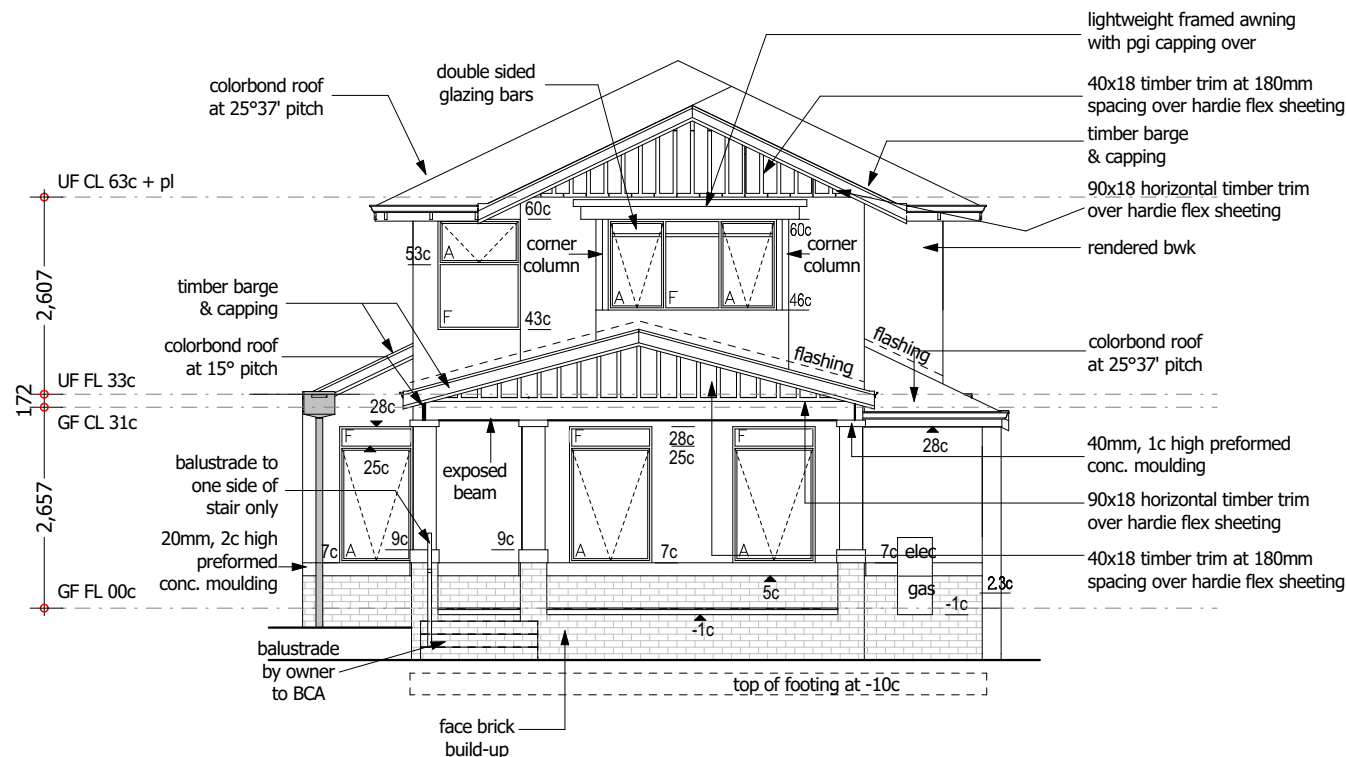 lightweight framed awning
with pgi capping over
double sided
glazing bars
colorbond roof
at 25°37' pitch
40x18 timber trim at 180mm
spacing over hardie flex sheeting
timber barge
& capping
UF CL 63c + pl
90x18 horizontal timber trim
over hardie flex sheeting
60c
60c
corner
column
corner
column
rendered bwk
53c
A
A
F
A
46c
2,607
timber barge
& capping
F
43c
flashing
flashing
colorbond roof
at 15° pitch
colorbond roof
at 25°37' pitch
UF FL 33c
172
GF CL 31c
28c
F
25c
F
28c
25c
F
28c
40mm, 1c high preformed
conc. moulding
exposed
beam
balustrade to
one side of
stair only
90x18 horizontal timber trim
over hardie flex sheeting
2,657
20mm, 2c high
preformed
conc. moulding
7c
A
9c
9c
A
7c
A
7c
elec
gas
40x18 timber trim at 180mm
spacing over hardie flex sheeting
2.3c
5c
-1c
GF FL 00c
-1c
balustrade
by owner
to BCA
top of footing at -10c
face brick
build-up